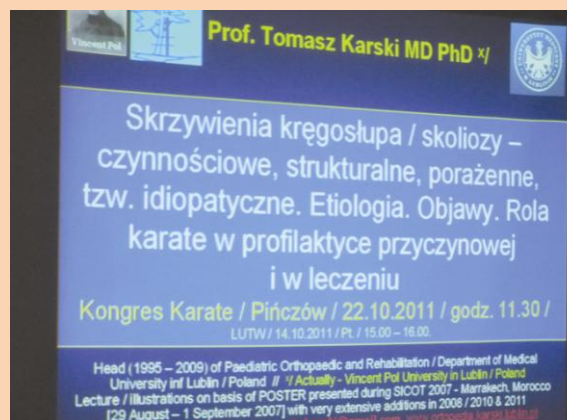 Vincent Pol
Prof. Tomasz Karski MD PhD x/
Skrzywienia kręgosłupa / skoliozy –
czynnościowe, strukturalne, porażenne,
tzw. idiopatyczne. Etiologia. Objawy. Rola
karate w profilaktyce przyczynowej
i w leczeniu
Kongres Karate / Pińczów / 22.10.2011 / godz. 11.30 /
LUTW / 14.10.2011 / Pt. / 15.00 – 16.00.
Head (1995 – 2009) of Paediatric Orthopaedic and Rehabilitation / Department of Medical
University inf Lublin / Poland // x/ Actually - Vincent Pol University in Lublin / Poland
Lecture / illustrations on basis of POSTER presented during SICOT 2007 - Marrakech, Morocco
[29 August – 1 September 2007] with very extensive additions in 2008 / 2010 & 2011